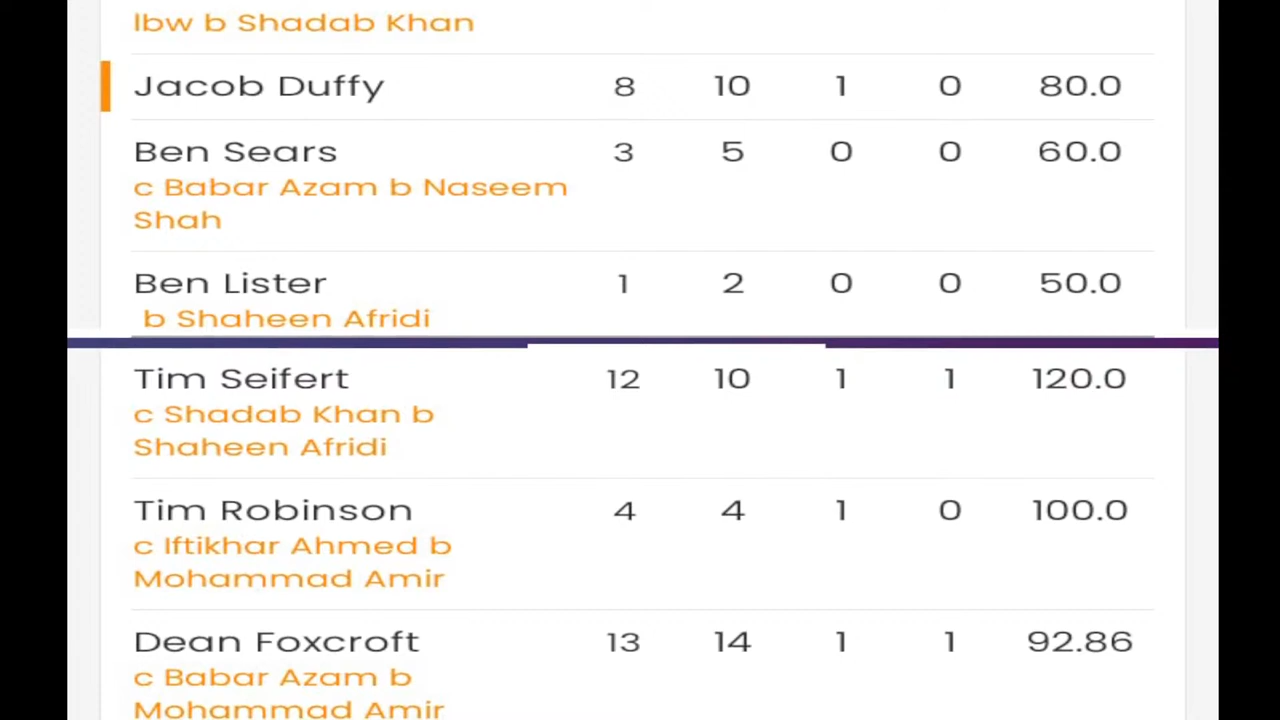 lbw b Shadab Khan
Jacob Duffy 8 10 1 0 80.0
Ben Sears 3 5 0 0 60.0
c Babar Azam b Naseem
Shah
Ben Lister 1 2 0 0 50.0
b Shaheen Afridi
Tim Seifert 12 10 1 1 120.0
c Shadab Khan b
Shaheen Afridi
Tim Robinson 4 4 1 0 100.0
c Iftikhar Ahmed b
Mohammad Amir
Dean Foxcroft 13 14 1 1 92.86
c Babar Azam b
Mohammad Amir